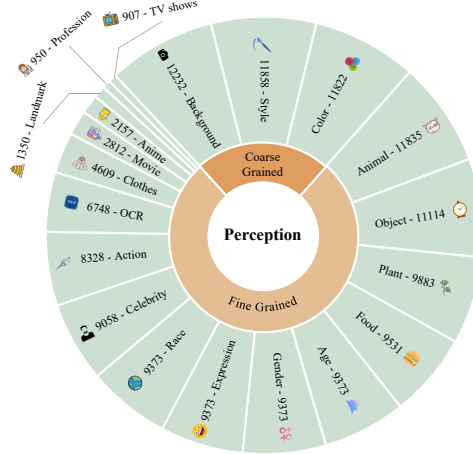 907 - TV shows
950 - Profession
1350 - Landmark
2157 - Anime
2812 - Movie
4609 - Clothes
6748 - OCR
8328 - Action
9058 - Celebrity
9373 - Race
9373 - Expression
Gender - 9373
Age - 9373
Food - 9531
Plant - 9883
Object - 11114
Animal - 11835
Color - 11822
11858 - Style
12232 - Background
Coarse
Grained
Perception
Fine Grained